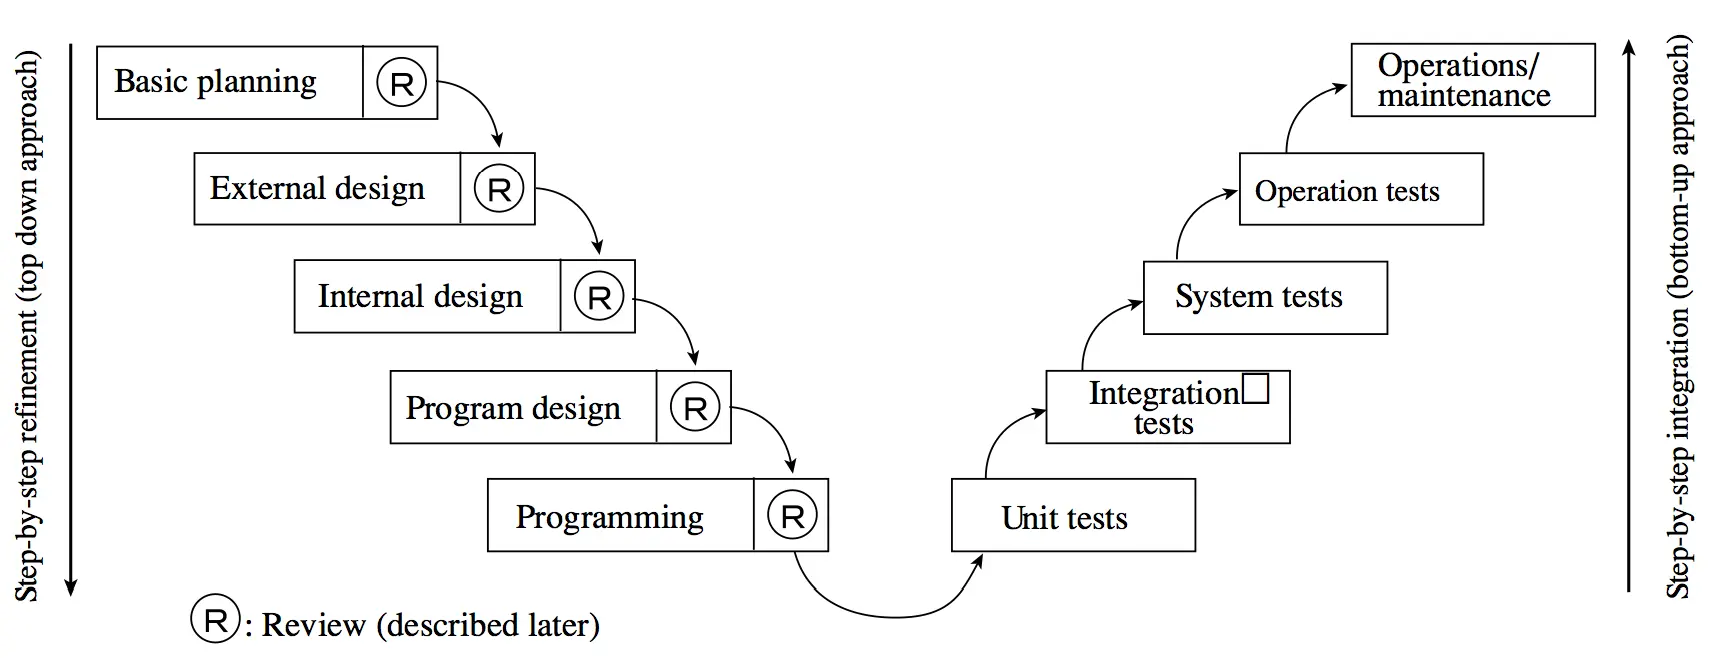 Step-by-step refinement (top down approach)
Basic planning R
External design R
Internal design R
Program design R
Programming R
R : Review (described later)
Operations/
maintenance
Operation tests
System tests
Integration□
tests
Unit tests
Step-by-step integration (bottom-up approach)